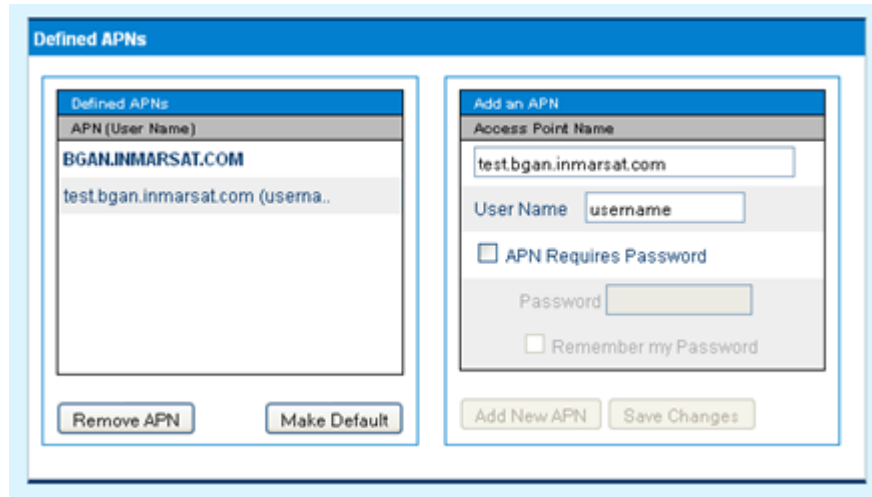 Defined APNs
Defined APNs
APN (User Name)
BGAN.INMARSAT.COM
test.bgan.inmarsat.com (userna..
Remove APN
Make Default
Add an APN
Access Point Name
test.bgan.inmarsat.com
User Name
username
APN Requires Password
Password
Remember my Password
Add New APN
Save Changes